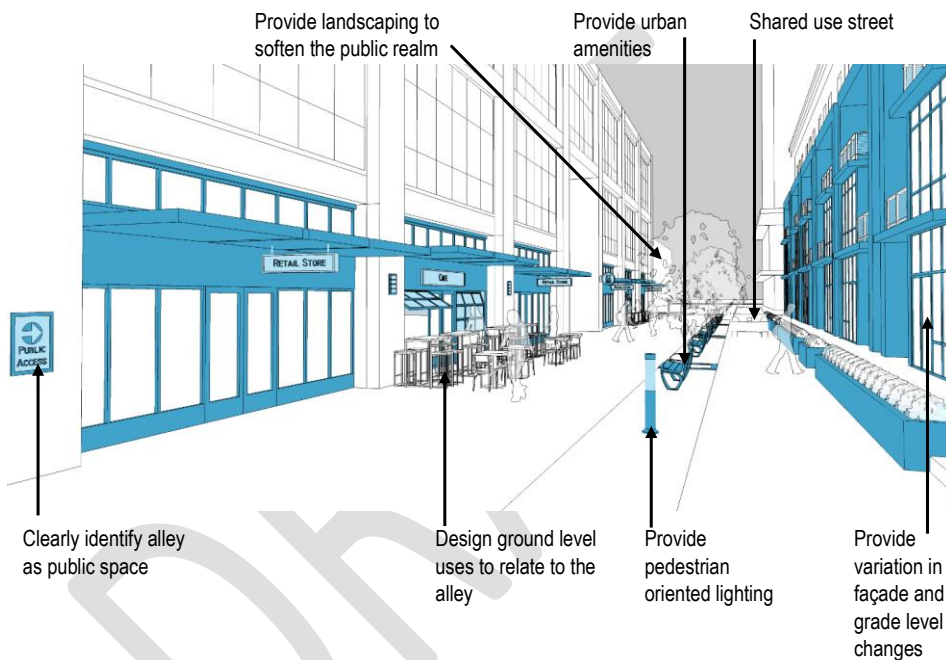 Provide landscaping to
soften the public realm
Provide urban
amenities
Shared use street
RETAIL STORE
CAFE
RETAIL STORE
PUBLIC
ACCESS
Clearly identify alley
as public space
Design ground level
uses to relate to the
alley
Provide
pedestrian
oriented lighting
Provide
variation in
façade and
grade level
changes